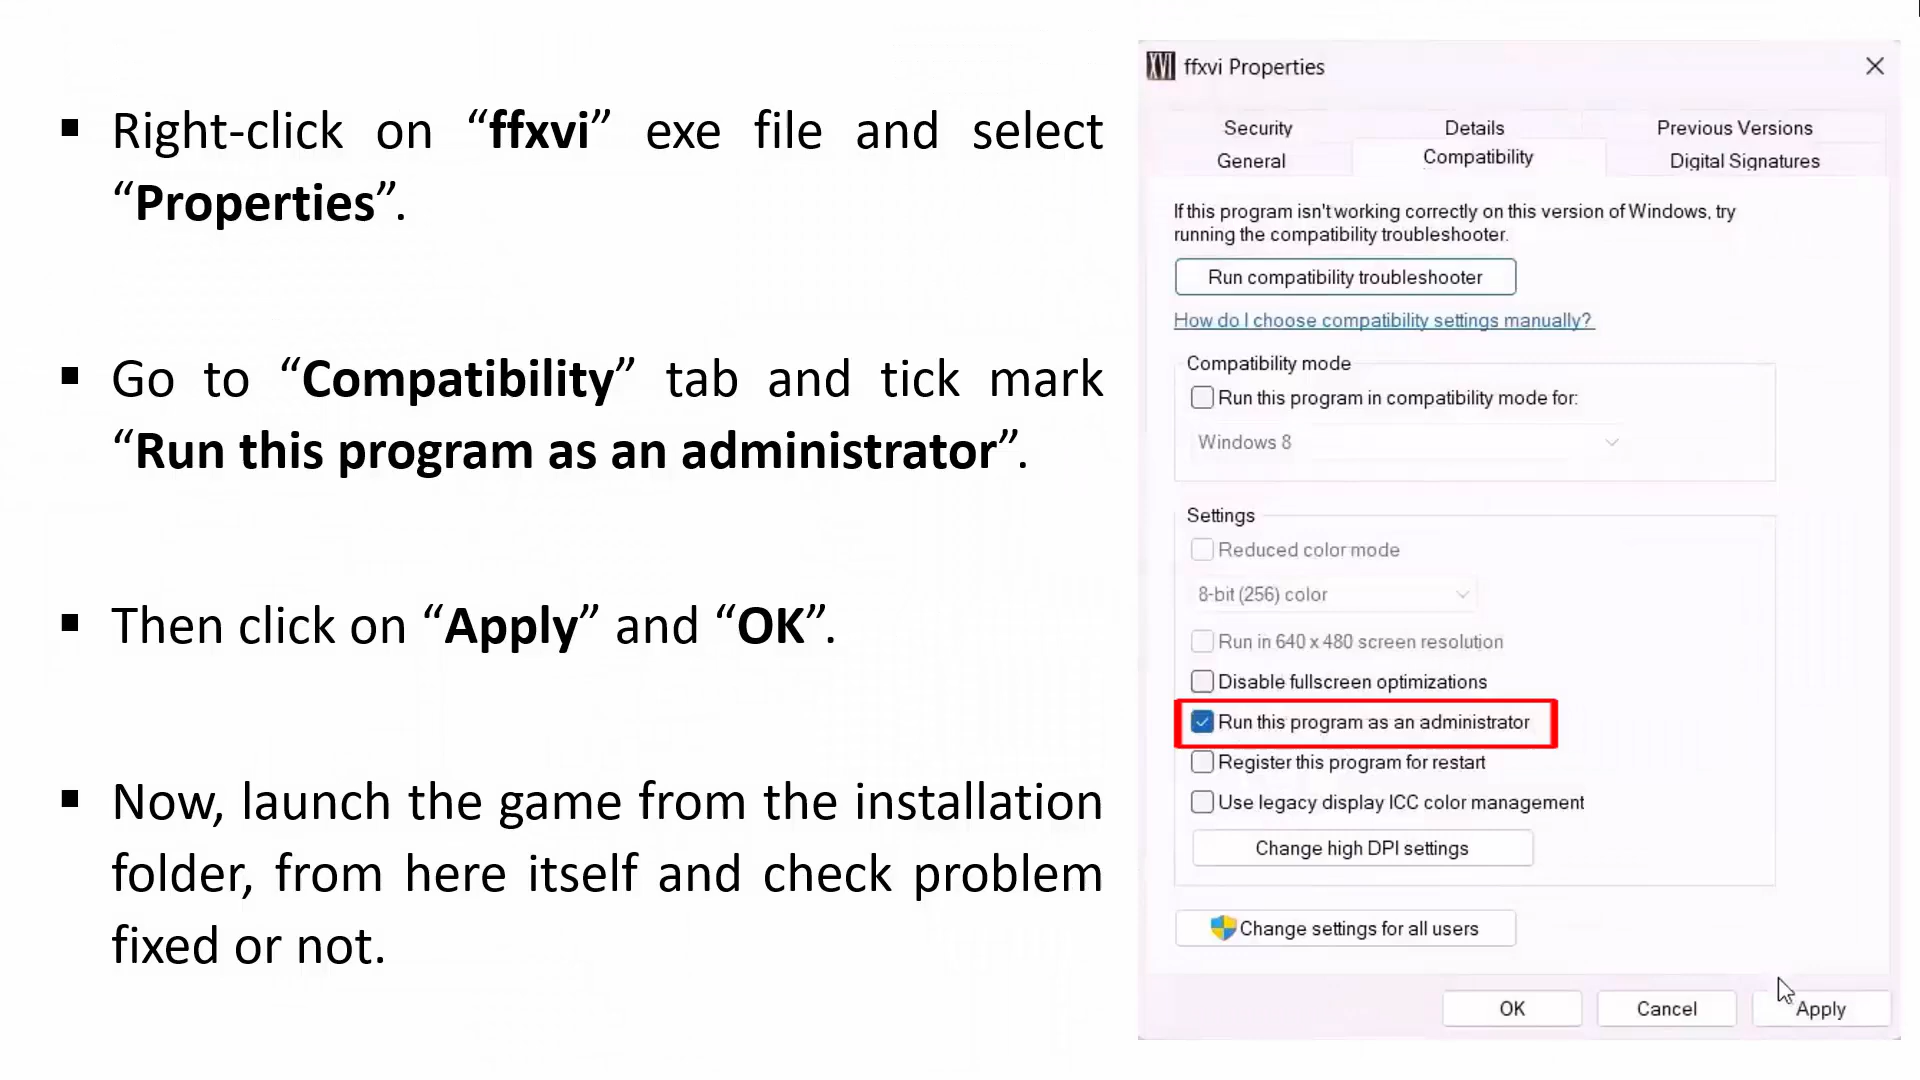 ▪ Right-click on “ffxvi” exe file and select
“Properties”.
▪ Go to “Compatibility” tab and tick mark
“Run this program as an administrator”.
▪ Then click on “Apply” and “OK”.
▪ Now, launch the game from the installation
folder, from here itself and check problem
fixed or not.
XVI ffxvi Properties
Security Details Previous Versions
General Compatibility Digital Signatures
If this program isn't working correctly on this version of Windows, try
running the compatibility troubleshooter.
Run compatibility troubleshooter
How do I choose compatibility settings manually?
Compatibility mode
Run this program in compatibility mode for:
Windows 8
Settings
Reduced color mode
8-bit (256) color
Run in 640 x 480 screen resolution
Disable fullscreen optimizations
Run this program as an administrator
Register this program for restart
Use legacy display ICC color management
Change high DPI settings
Change settings for all users
OK Cancel Apply